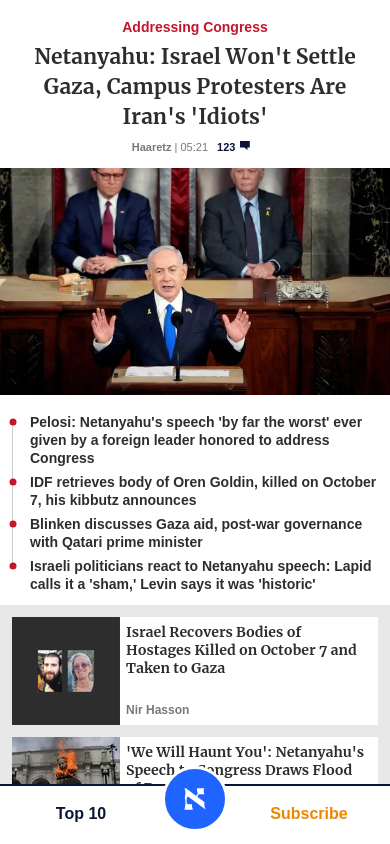 Addressing Congress
Netanyahu: Israel Won't Settle
Gaza, Campus Protesters Are
Iran's 'Idiots'
Haaretz | 05:21 123
Pelosi: Netanyahu's speech 'by far the worst' ever
given by a foreign leader honored to address
Congress
IDF retrieves body of Oren Goldin, killed on October
7, his kibbutz announces
Blinken discusses Gaza aid, post-war governance
with Qatari prime minister
Israeli politicians react to Netanyahu speech: Lapid
calls it a 'sham,' Levin says it was 'historic'
Israel Recovers Bodies of
Hostages Killed on October 7 and
Taken to Gaza
Nir Hasson
'We Will Haunt You': Netanyahu's
Speech Congress Draws Flood
Top 10
Subscribe